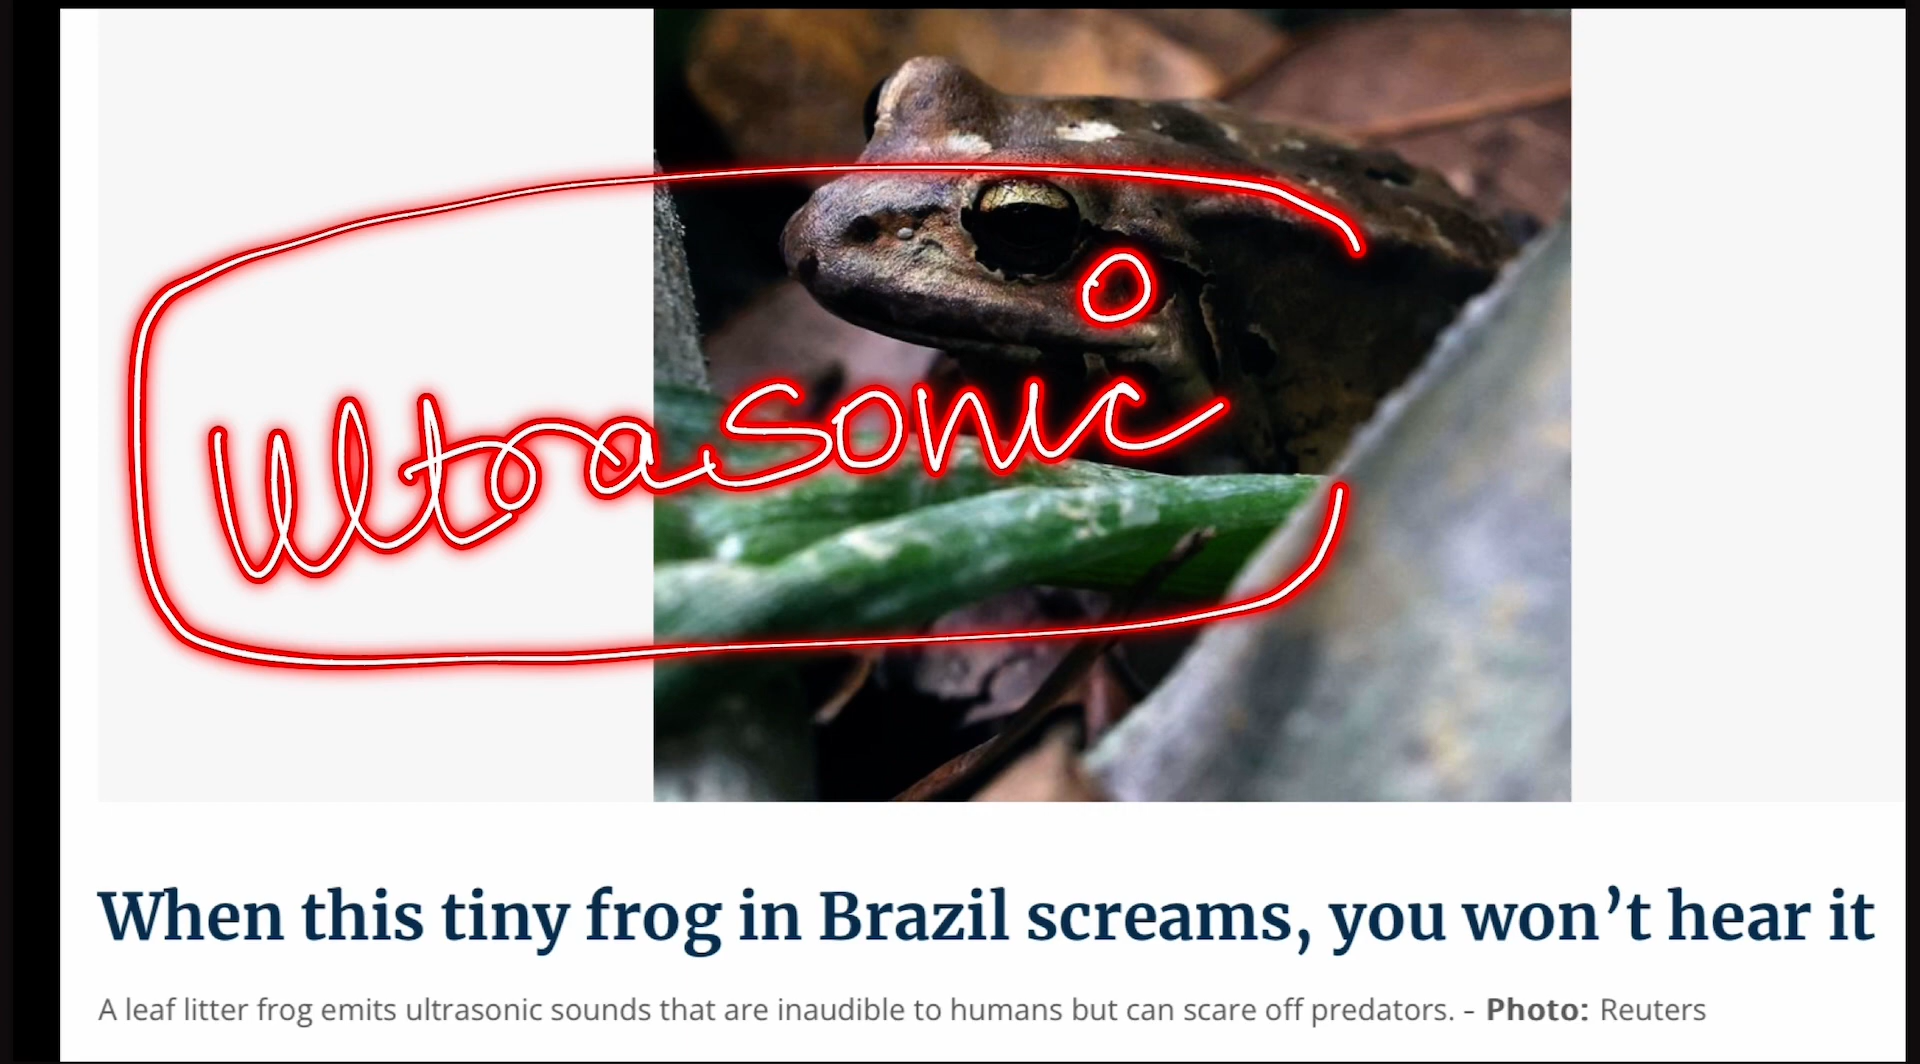 Ultrasonic
When this tiny frog in Brazil screams, you won’t hear it
A leaf litter frog emits ultrasonic sounds that are inaudible to humans but can scare off predators. - Photo: Reuters